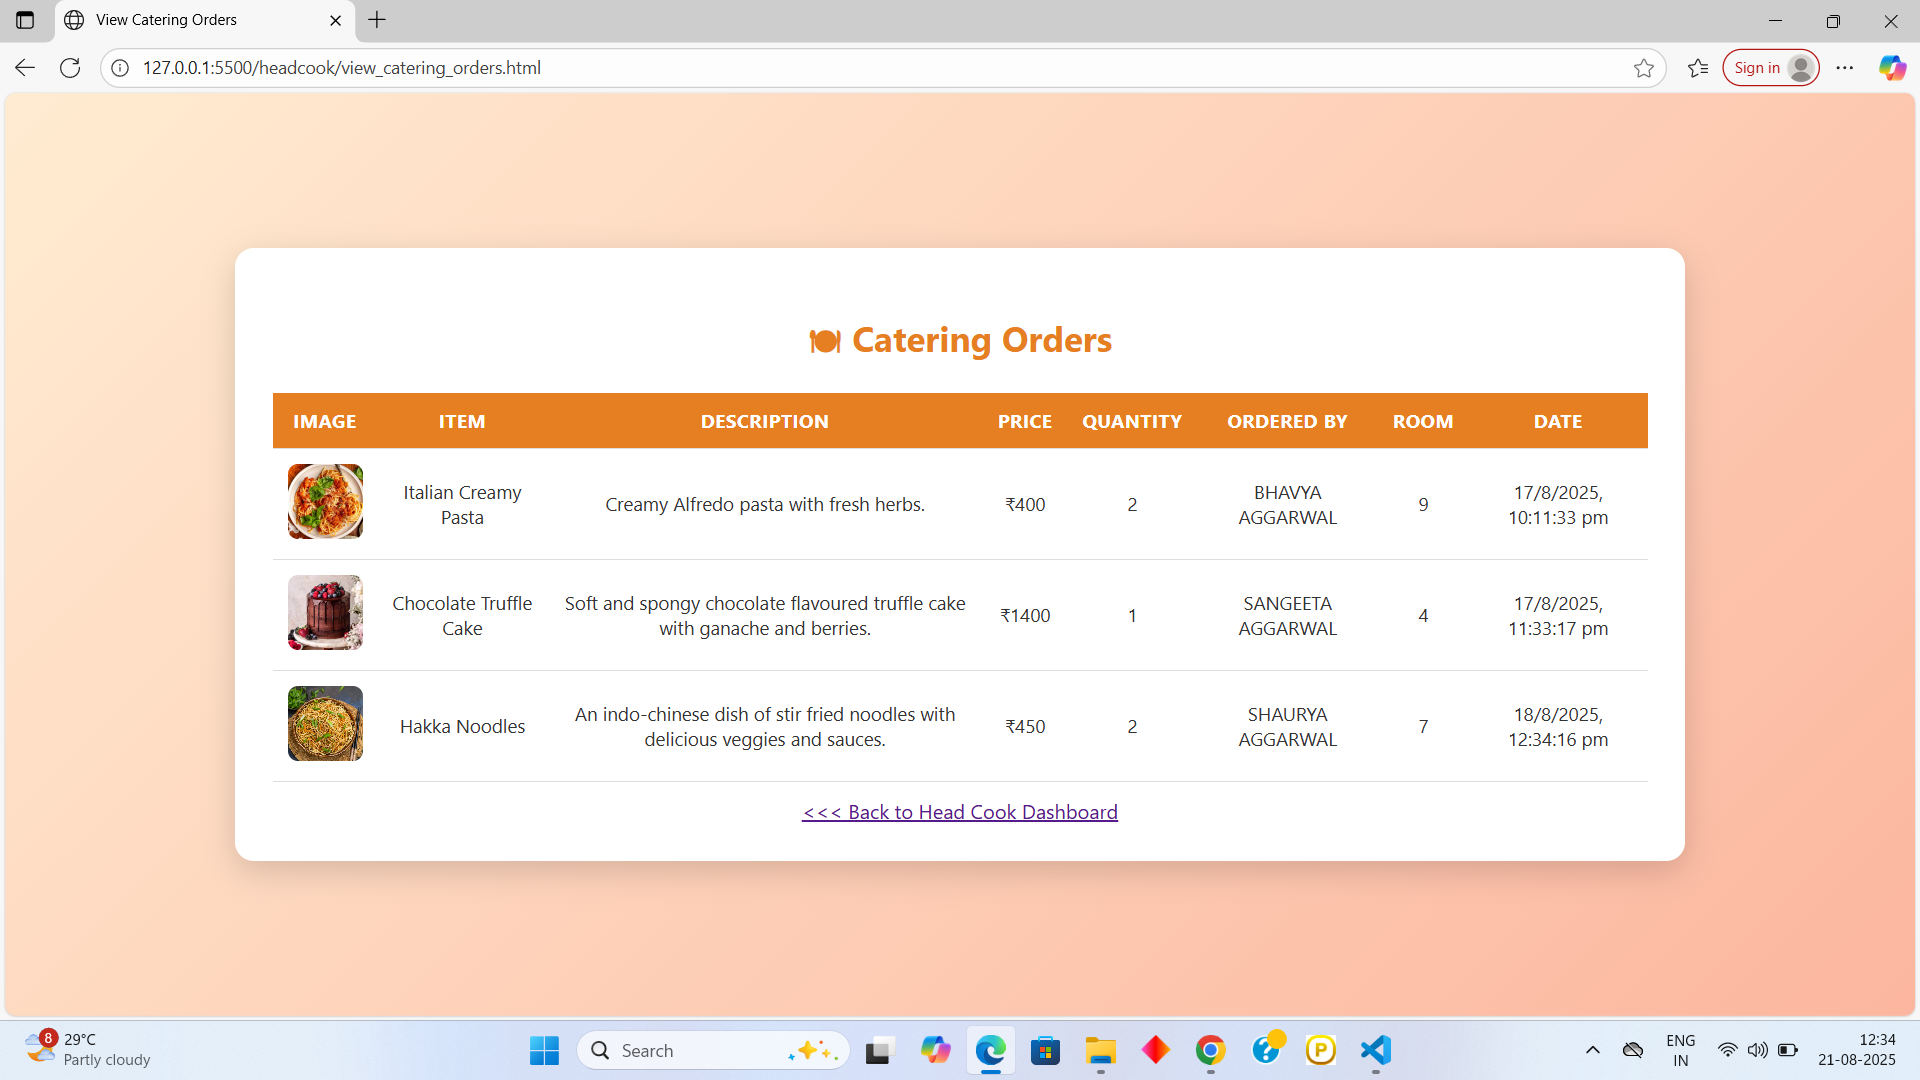 View Catering Orders
127.0.0.1:5500/headcook/view_catering_orders.html
Sign in
Catering Orders
IMAGE ITEM DESCRIPTION PRICE QUANTITY ORDERED BY ROOM DATE
Italian Creamy
Pasta
Creamy Alfredo pasta with fresh herbs.
₹400
2
BHAVYA
AGGARWAL
9
17/8/2025,
10:11:33 pm
Chocolate Truffle
Cake
Soft and spongy chocolate flavoured truffle cake
with ganache and berries.
₹1400
1
SANGEETA
AGGARWAL
4
17/8/2025,
11:33:17 pm
Hakka Noodles
An indo-chinese dish of stir fried noodles with
delicious veggies and sauces.
₹450
2
SHAURYA
AGGARWAL
7
18/8/2025,
12:34:16 pm
<<< Back to Head Cook Dashboard
8
29°C
Partly cloudy
Search
P
ENG
IN
12:34
21-08-2025